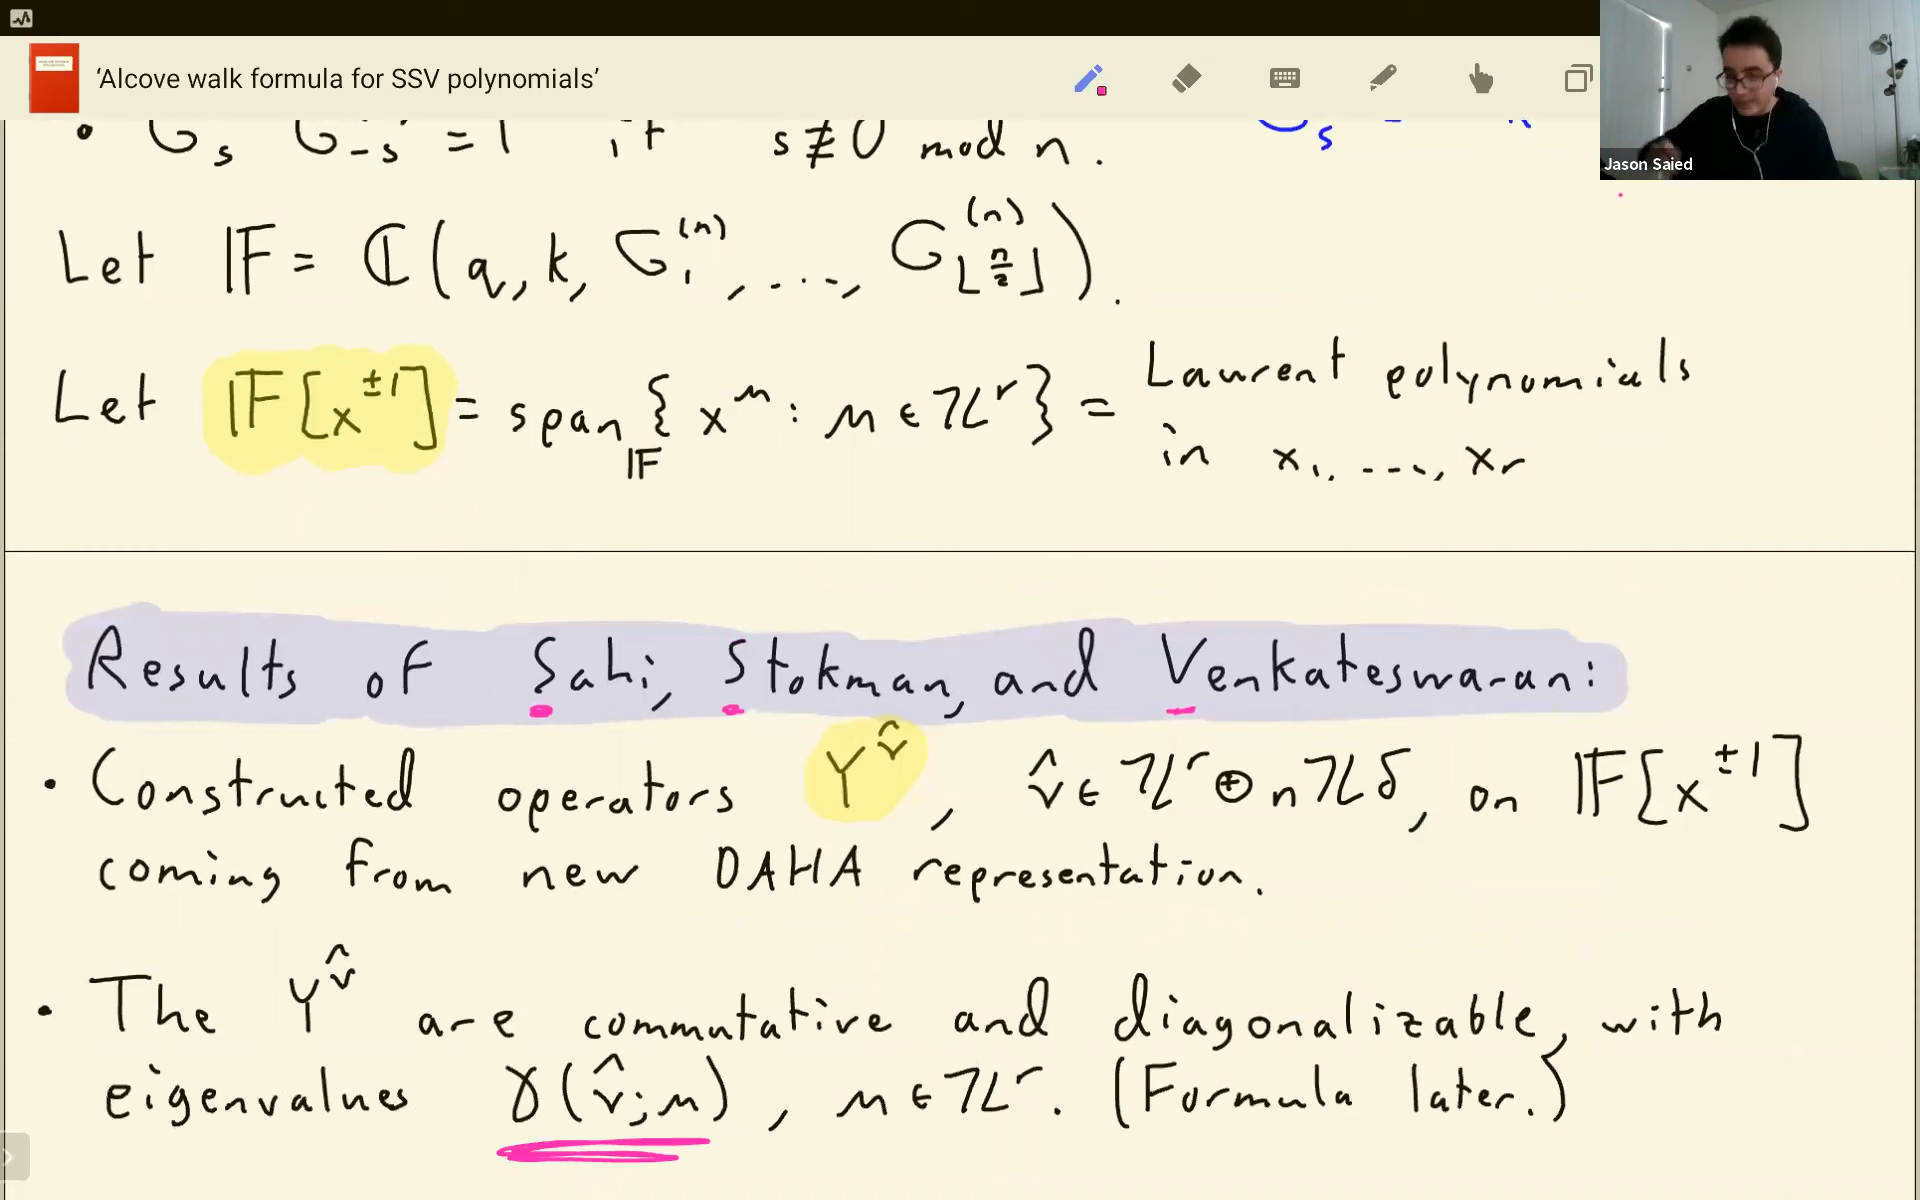 ‘Alcove walk formula for SSV polynomials’
Jason Saied
• G_s G_{-s} = 1 if s ≢ 0 mod n.
Let 𝔽 = ℂ(q, k, G_1^{(n)}, ..., G_{⌊n/2⌋}^{(n)}).
Let 𝔽[x^{±1}] = span_𝔽 { x^μ : μ ∈ ℤ^r } = Laurent polynomials
in x_1, ..., x_r
Results of Sahi, Stokman, and Venkateswaran:
• Constructed operators Y^{v̂}, v̂ ∈ ℤ^r ⊕ nℤδ, on 𝔽[x^{±1}]
coming from new DAHA representation.
• The Y^{v̂} are commutative and diagonalizable, with
eigenvalues γ(v̂; μ), μ ∈ ℤ^r. (Formula later.)